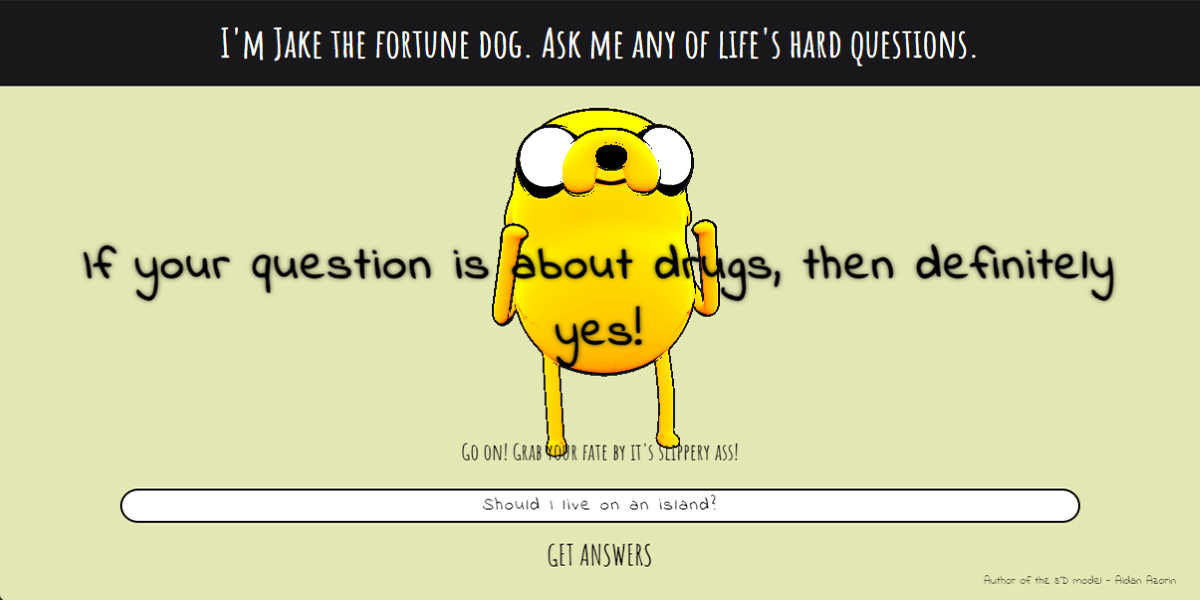 I'm Jake the fortune dog. Ask me any of life's hard questions.
If your question is about drugs, then definitely
yes!
Go on! Grab your fate by it's slippery ass!
Should I live on an island?
GET ANSWERS
Author of the 3D model - Aidan Azorin